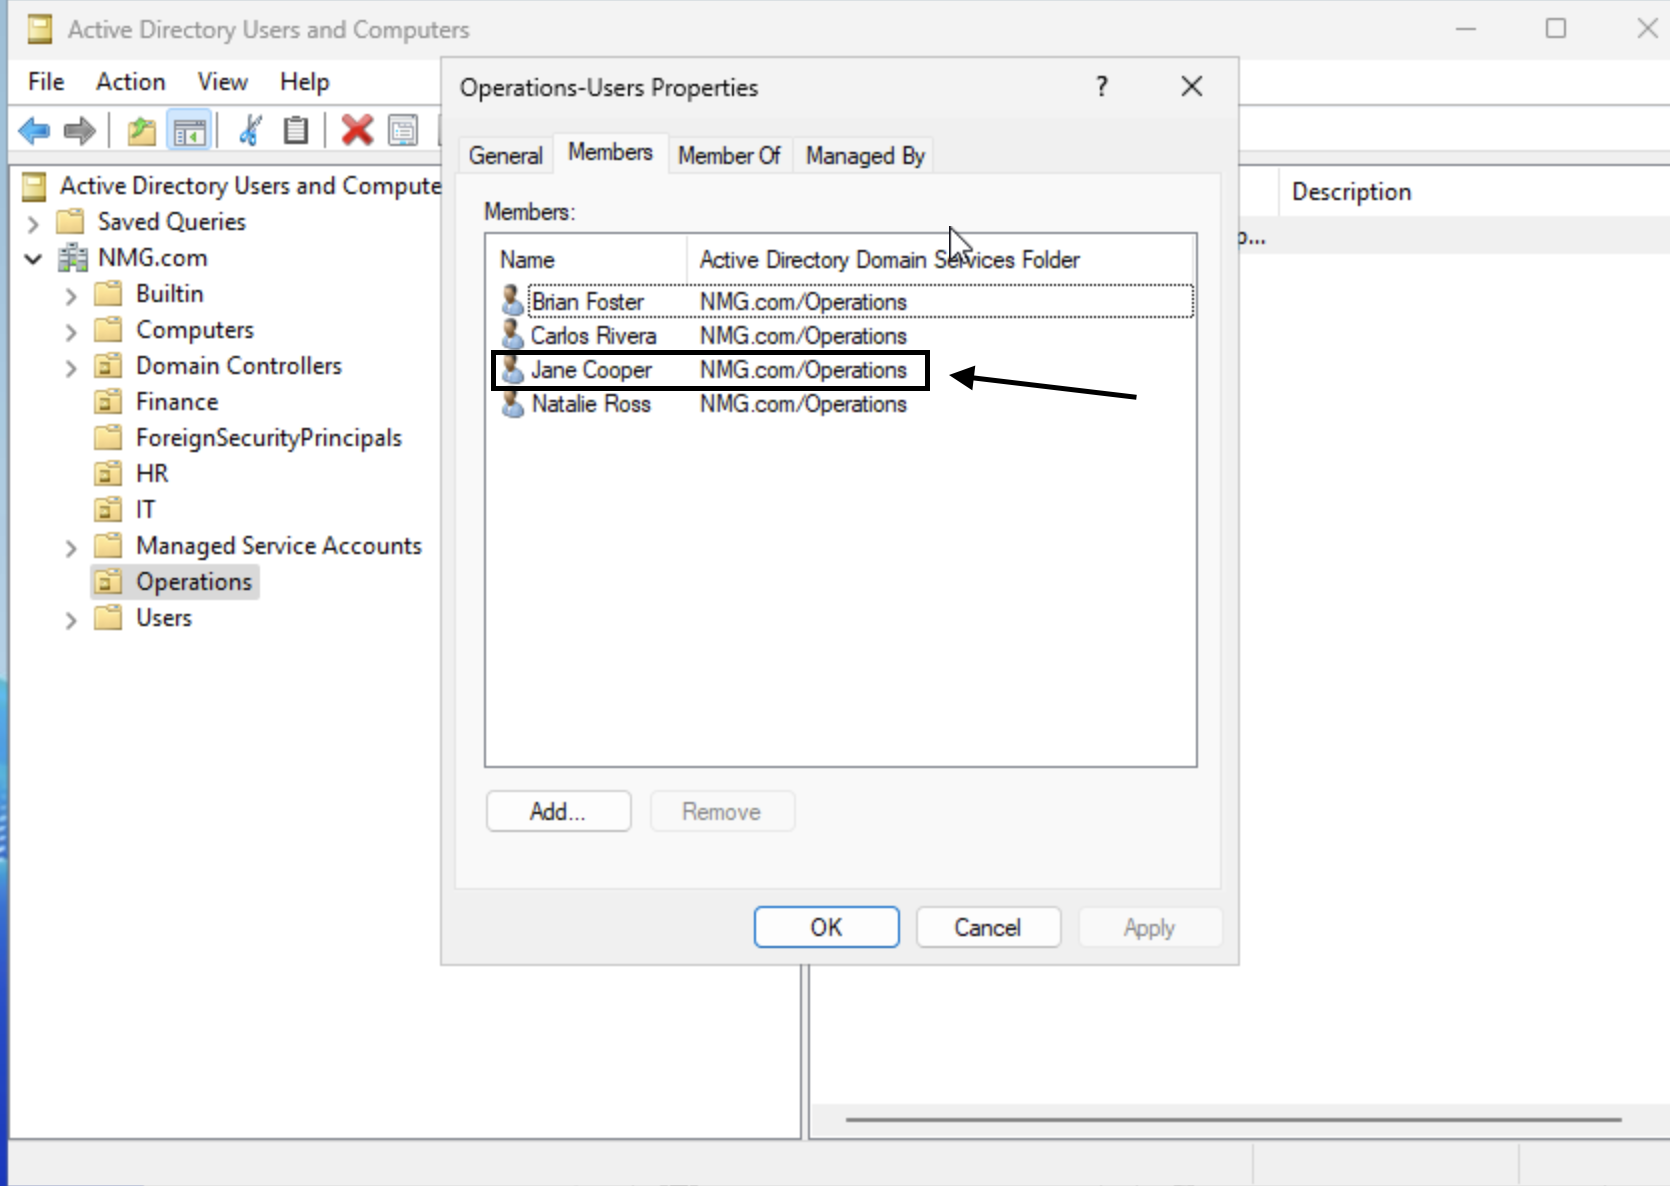 Active Directory Users and Computers
File Action View Help
Operations-Users Properties
?
General Members Member Of Managed By
Active Directory Users and Compute
Saved Queries
NMG.com
Builtin
Computers
Domain Controllers
Finance
ForeignSecurityPrincipals
HR
IT
Managed Service Accounts
Operations
Users
Members:
Name Active Directory Domain Services Folder
Brian Foster NMG.com/Operations
Carlos Rivera NMG.com/Operations
Jane Cooper NMG.com/Operations
Natalie Ross NMG.com/Operations
Add... Remove
OK Cancel Apply
Description